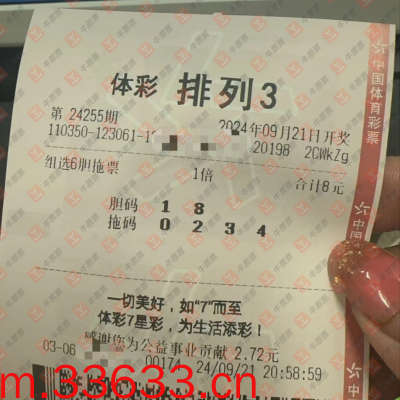 体彩 排列3
第 24255期 2024年09月21日开奖
110350-123061-1 20198 2CWkZg
组选6胆拖票 1倍 合计8元
胆码 1 8
拖码 0 2 3 4
一切美好，如“7”而至
体彩7星彩，为生活添彩！
感谢您为公益事业贡献 2.72元
03-06 00174 24/09/21 20:58:59
m.33633.cn
中国体育彩票
中国